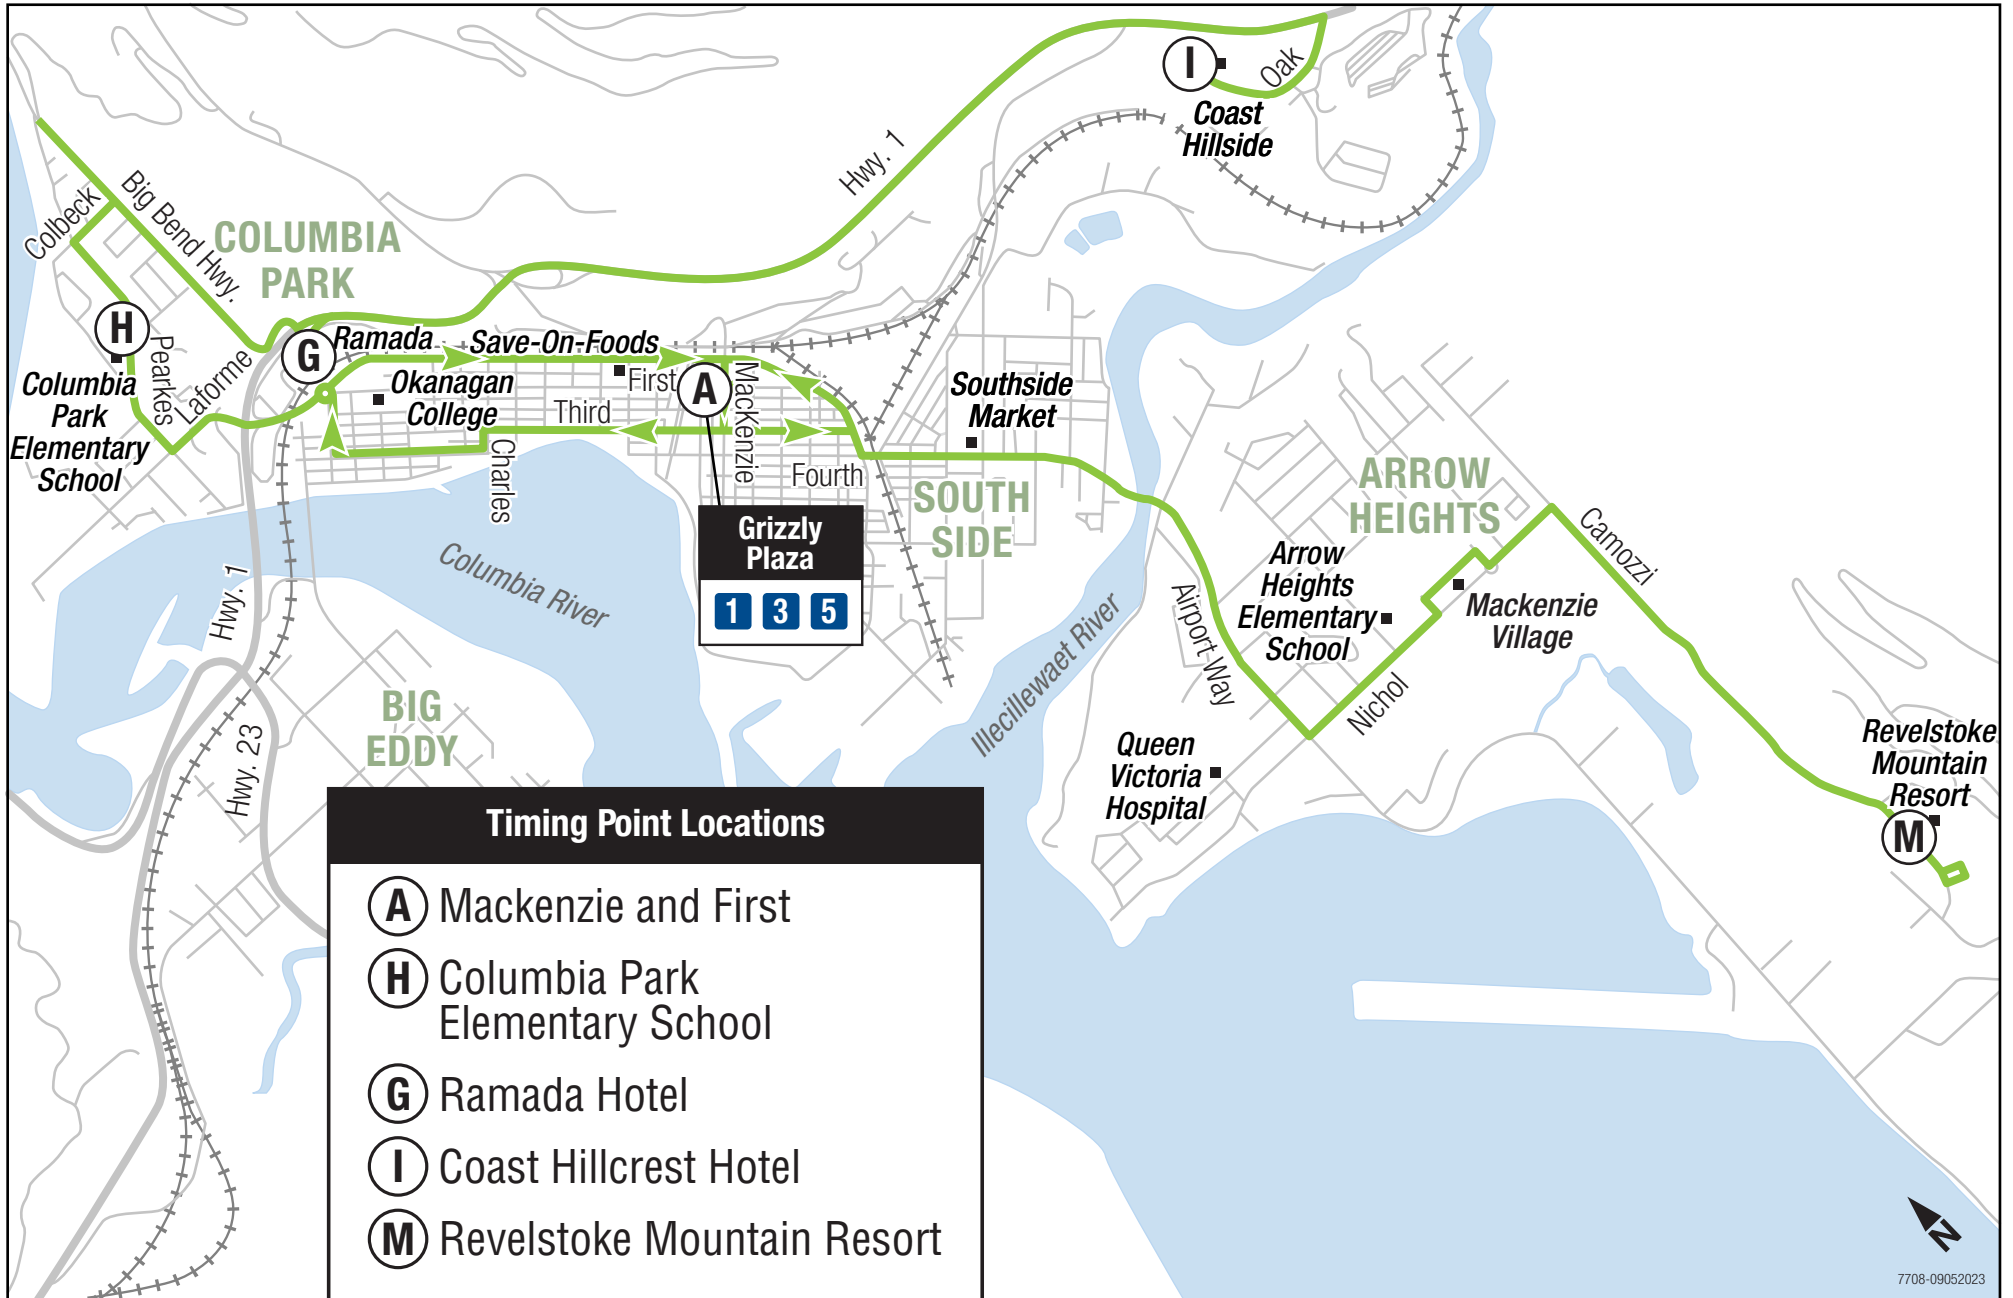 I
Oak
Coast
Hillside
Hwy. 1
Colbeck
Big Bend Hwy.
COLUMBIA
PARK
H
G
Ramada
Save-On-Foods
Pearkes
Laforme
Columbia
Park
Elementary
School
Okanagan
College
First
A
MacKenzie
Third
Charles
Fourth
Southside
Market
SOUTH
SIDE
Grizzly
Plaza
1 3 5
Columbia River
Hwy. 1
Hwy. 23
BIG
EDDY
Illecillewaet River
Airport Way
ARROW
HEIGHTS
Arrow
Heights
Elementary
School
Mackenzie
Village
Camozzi
Nichol
Queen
Victoria
Hospital
Revelstoke
Mountain
Resort
M
Timing Point Locations
A Mackenzie and First
H Columbia Park
Elementary School
G Ramada Hotel
I Coast Hillcrest Hotel
M Revelstoke Mountain Resort
N
7708-09052023